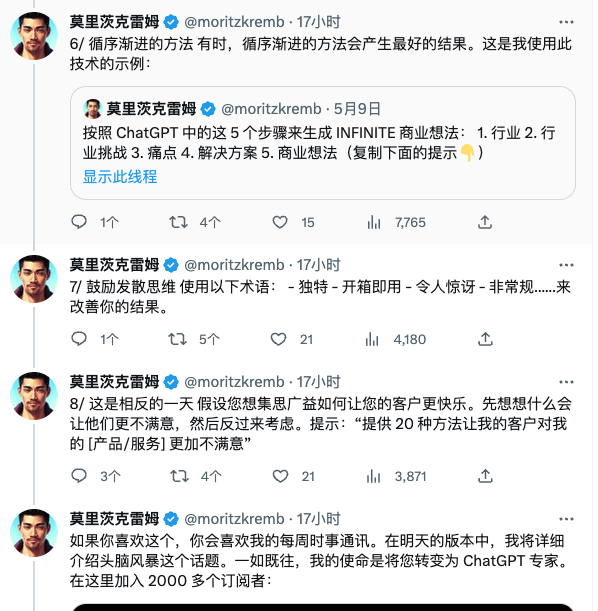 莫里茨克雷姆 @moritzkremb · 17小时
6/ 循序渐进的方法 有时，循序渐进的方法会产生最好的结果。这是我使用此
技术的示例：
莫里茨克雷姆 @moritzkremb · 5月9日
按照 ChatGPT 中的这 5 个步骤来生成 INFINITE 商业想法： 1. 行业 2. 行
业挑战 3. 痛点 4. 解决方案 5. 商业想法（复制下面的提示👇）
显示此线程
1个 4个 15 7,765
莫里茨克雷姆 @moritzkremb · 17小时
7/ 鼓励发散思维 使用以下术语： - 独特 - 开箱即用 - 令人惊讶 - 非常规......来
改善你的结果。
1个 5个 21 4,180
莫里茨克雷姆 @moritzkremb · 17小时
8/ 这是相反的一天 假设您想集思广益如何让您的客户更快乐。先想想什么会
让他们更不满意，然后反过来考虑。提示：“提供 20 种方法让我的客户对我
的 [产品/服务] 更加不满意”
3个 4个 21 3,871
莫里茨克雷姆 @moritzkremb · 17小时
如果你喜欢这个，你会喜欢我的每周时事通讯。在明天的版本中，我将详细
介绍头脑风暴这个话题。一如既往，我的使命是将您转变为 ChatGPT 专家。
在这里加入 2000 多个订阅者：